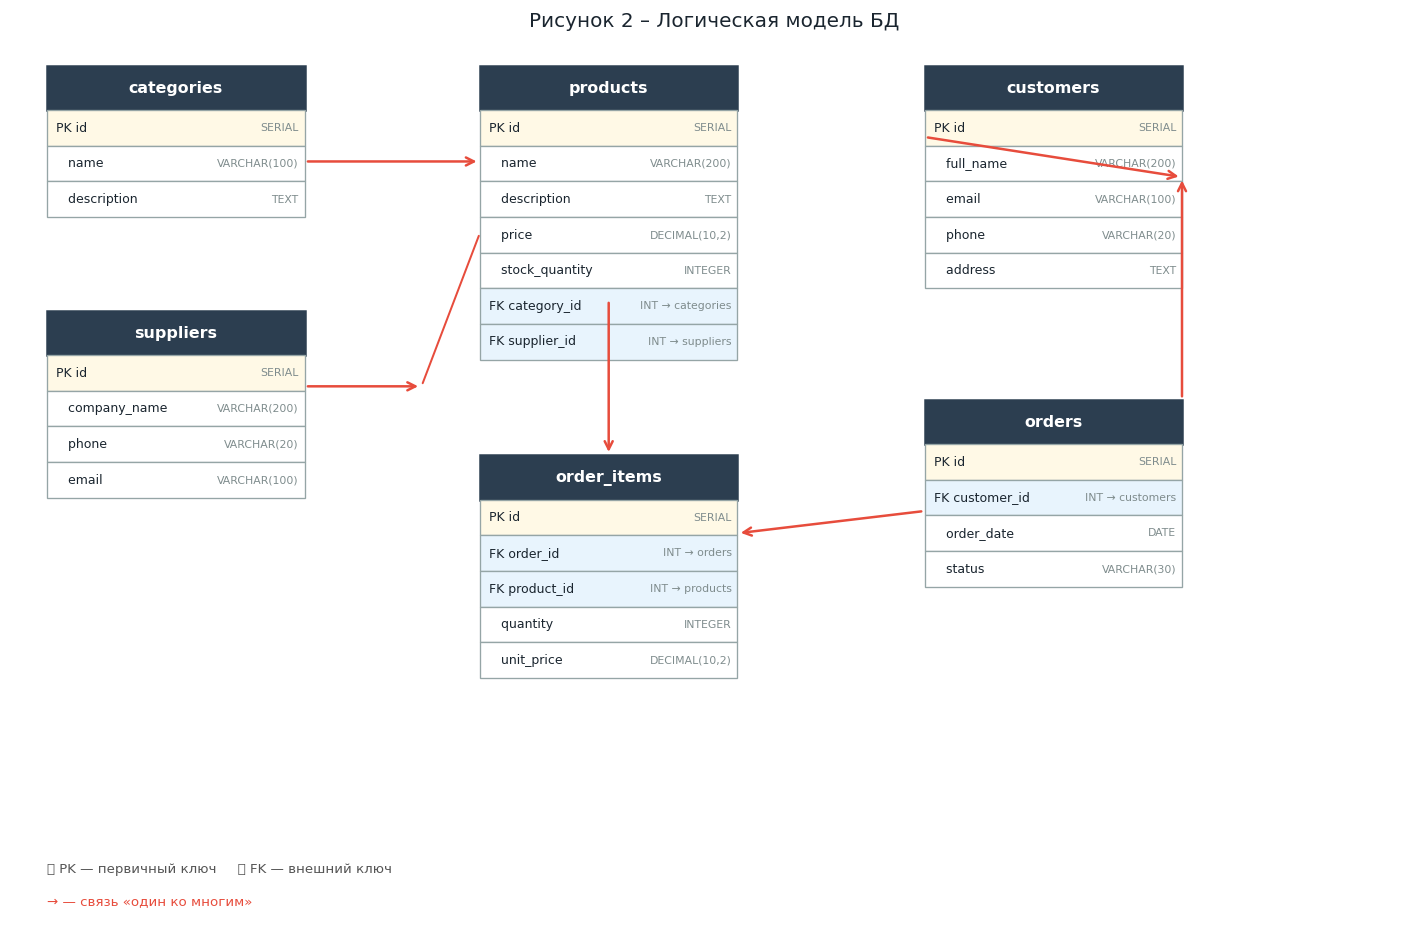 Рисунок 2 – Логическая модель БД
categories
PK id SERIAL
name VARCHAR(100)
description TEXT
products
PK id SERIAL
name VARCHAR(200)
description TEXT
price DECIMAL(10,2)
stock_quantity INTEGER
FK category_id INT → categories
FK supplier_id INT → suppliers
customers
PK id SERIAL
full_name VARCHAR(200)
email VARCHAR(100)
phone VARCHAR(20)
address TEXT
suppliers
PK id SERIAL
company_name VARCHAR(200)
phone VARCHAR(20)
email VARCHAR(100)
order_items
PK id SERIAL
FK order_id INT → orders
FK product_id INT → products
quantity INTEGER
unit_price DECIMAL(10,2)
orders
PK id SERIAL
FK customer_id INT → customers
order_date DATE
status VARCHAR(30)
PK — первичный ключ FK — внешний ключ
→ — связь «один ко многим»